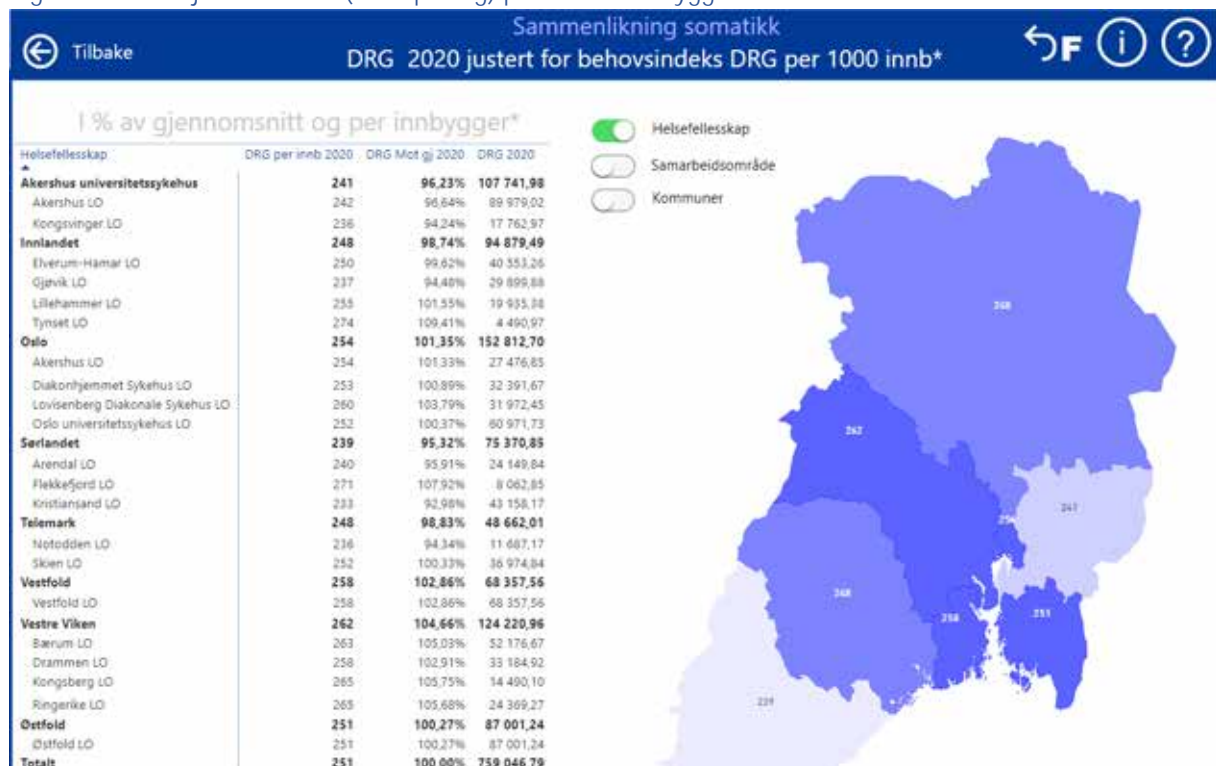 Sammenlikning somatikk
Tilbake
DRG 2020 justert for behovsindeks DRG per 1000 innb*
F i ?
I % av gjennomsnitt og per innbygger*
Helsefellesskap DRG per innb 2020 DRG Mot gj 2020 DRG 2020
Akershus universitetssykehus 241 96,23% 107 741,98
Akershus LO 242 96,64% 89 979,02
Kongsvinger LO 236 94,24% 17 762,97
Innlandet 248 98,74% 94 879,49
Elverum-Hamar LO 250 99,62% 40 553,26
Gjøvik LO 237 94,48% 29 899,88
Lillehammer LO 255 101,55% 19 935,38
Tynset LO 274 109,41% 4 490,97
Oslo 254 101,35% 152 812,70
Akershus LO 254 101,33% 27 476,85
Diakonhjemmet Sykehus LO 253 100,89% 32 391,67
Lovisenberg Diakonale Sykehus LO 260 103,79% 31 972,45
Oslo universitetssykehus LO 252 100,37% 60 971,73
Sørlandet 239 95,32% 75 370,85
Arendal LO 240 95,91% 24 149,84
Flekkefjord LO 271 107,92% 8 062,85
Kristiansand LO 233 92,98% 43 158,17
Telemark 248 98,83% 48 662,01
Notodden LO 236 94,34% 11 687,17
Skien LO 252 100,33% 36 974,84
Vestfold 258 102,86% 68 357,56
Vestfold LO 258 102,86% 68 357,56
Vestre Viken 262 104,66% 124 220,96
Bærum LO 263 105,03% 52 176,67
Drammen LO 258 102,91% 33 184,92
Kongsberg LO 265 105,75% 14 490,10
Ringerike LO 265 105,68% 24 369,27
Østfold 251 100,27% 87 001,24
Østfold LO 251 100,27% 87 001,24
Totalt 251 100,00% 759 046,79
Helsefellesskap
Samarbeidsområde
Kommuner
248
262
241
254
248
258
251
239